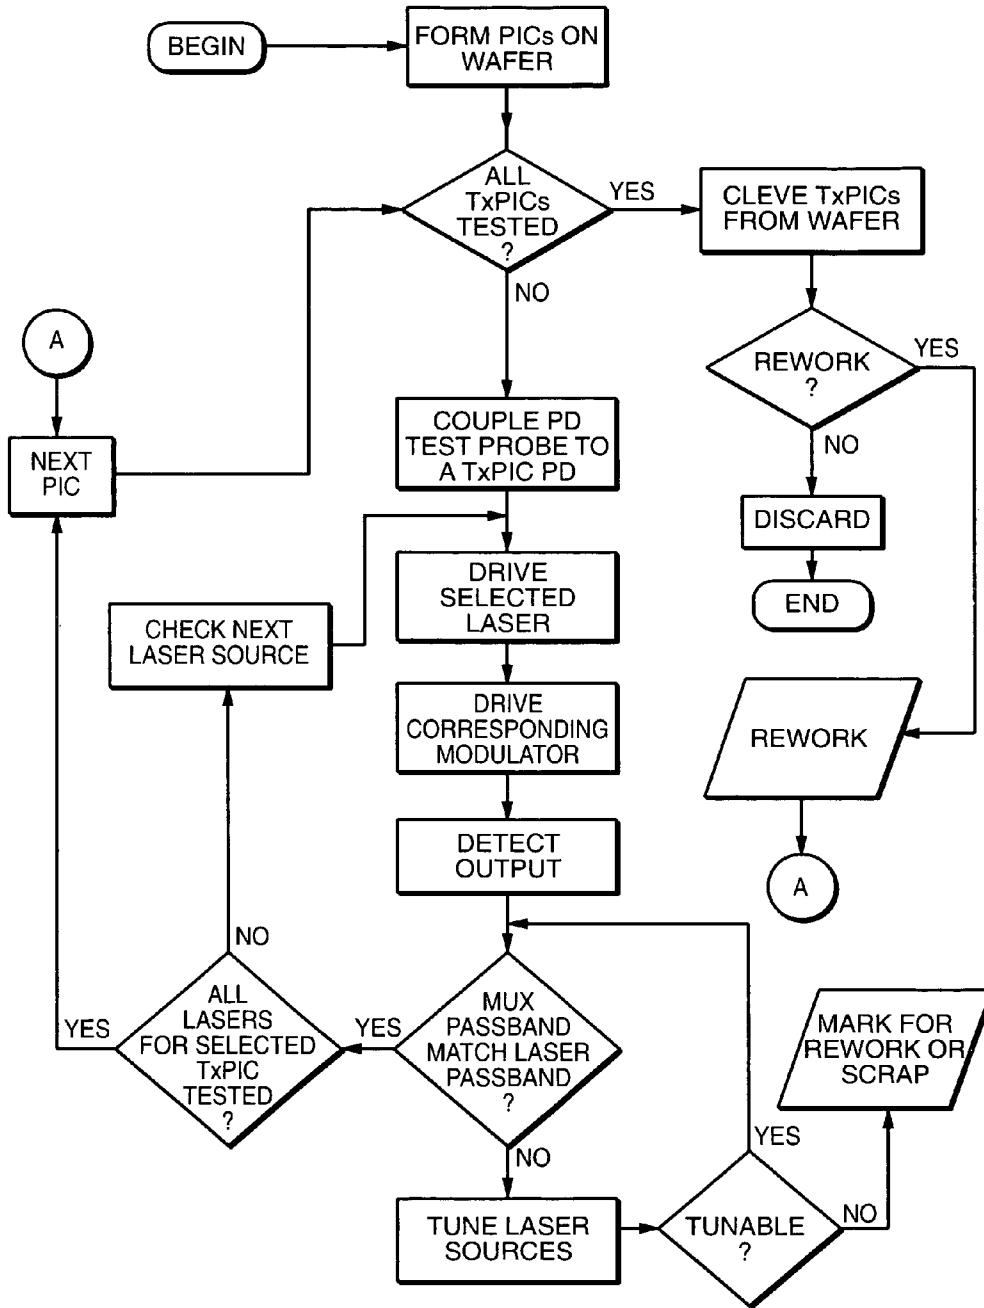 BEGIN
FORM PICs ON
WAFER
ALL
TxPICs
TESTED
?
YES
CLEVE TxPICs
FROM WAFER
NO
A
REWORK
?
YES
NO
COUPLE PD
TEST PROBE TO
A TxPIC PD
NEXT
PIC
DISCARD
DRIVE
SELECTED
LASER
END
CHECK NEXT
LASER SOURCE
DRIVE
CORRESPONDING
MODULATOR
REWORK
DETECT
OUTPUT
A
NO
ALL
LASERS
FOR SELECTED
TxPIC
TESTED
?
YES
YES
MUX
PASSBAND
MATCH LASER
PASSBAND
?
MARK FOR
REWORK OR
SCRAP
NO
YES
TUNE LASER
SOURCES
TUNABLE
?
NO